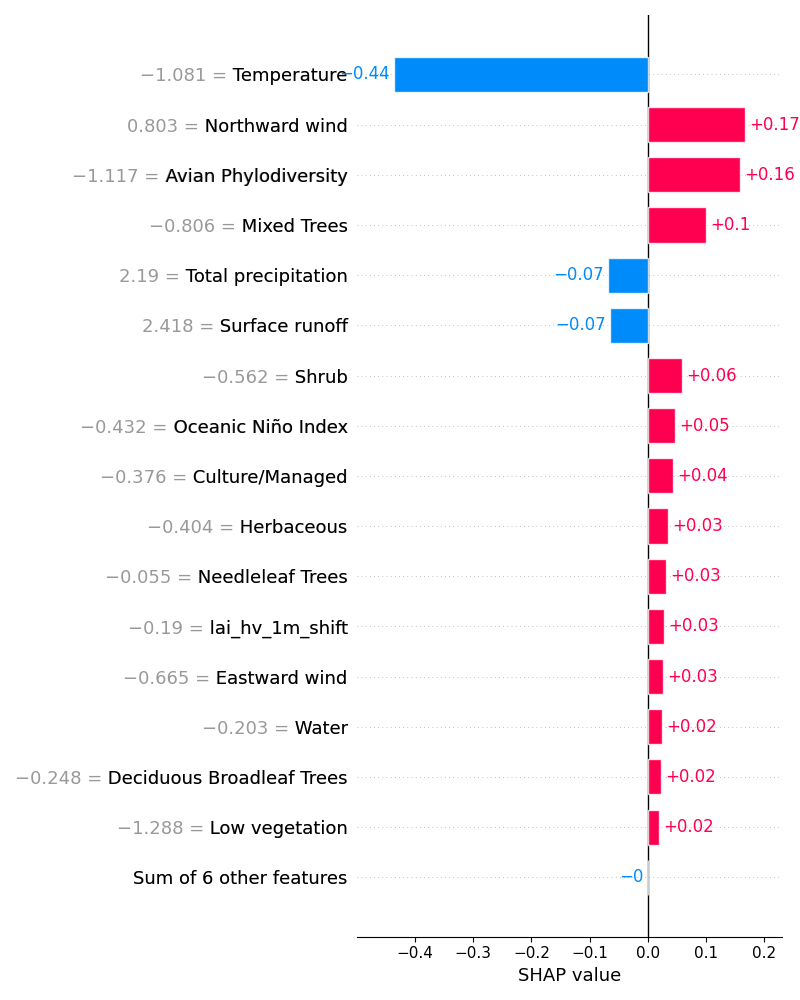 −1.081 = Temperature −0.44
0.803 = Northward wind +0.17
−1.117 = Avian Phylodiversity +0.16
−0.806 = Mixed Trees +0.1
2.19 = Total precipitation −0.07
2.418 = Surface runoff −0.07
−0.562 = Shrub +0.06
−0.432 = Oceanic Niño Index +0.05
−0.376 = Culture/Managed +0.04
−0.404 = Herbaceous +0.03
−0.055 = Needleleaf Trees +0.03
−0.19 = lai_hv_1m_shift +0.03
−0.665 = Eastward wind +0.03
−0.203 = Water +0.02
−0.248 = Deciduous Broadleaf Trees +0.02
−1.288 = Low vegetation +0.02
Sum of 6 other features −0
−0.4 −0.3 −0.2 −0.1 0.0 0.1 0.2
SHAP value